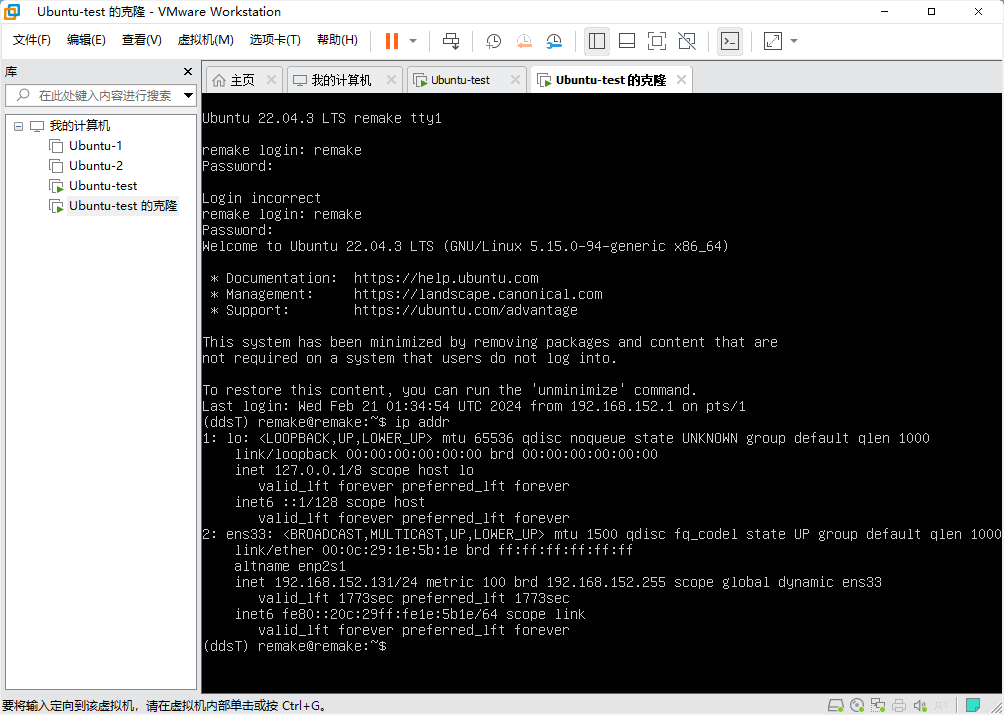 Ubuntu-test 的克隆 - VMware Workstation
文件(F) 编辑(E) 查看(V) 虚拟机(M) 选项卡(T) 帮助(H)
库
在此处键入内容进行搜索
我的计算机
Ubuntu-1
Ubuntu-2
Ubuntu-test
Ubuntu-test 的克隆
主页 我的计算机 Ubuntu-test Ubuntu-test 的克隆
Ubuntu 22.04.3 LTS remake tty1
remake login: remake
Password:
Login incorrect
remake login: remake
Password:
Welcome to Ubuntu 22.04.3 LTS (GNU/Linux 5.15.0-94-generic x86_64)
* Documentation: https://help.ubuntu.com
* Management: https://landscape.canonical.com
* Support: https://ubuntu.com/advantage
This system has been minimized by removing packages and content that are
not required on a system that users do not log into.
To restore this content, you can run the 'unminimize' command.
Last login: Wed Feb 21 01:34:54 UTC 2024 from 192.168.152.1 on pts/1
(ddsT) remake@remake:~$ ip addr
1: lo: <LOOPBACK,UP,LOWER_UP> mtu 65536 qdisc noqueue state UNKNOWN group default qlen 1000
link/loopback 00:00:00:00:00:00 brd 00:00:00:00:00:00
inet 127.0.0.1/8 scope host lo
valid_lft forever preferred_lft forever
inet6 ::1/128 scope host
valid_lft forever preferred_lft forever
2: ens33: <BROADCAST,MULTICAST,UP,LOWER_UP> mtu 1500 qdisc fq_codel state UP group default qlen 1000
link/ether 00:0c:29:1e:5b:1e brd ff:ff:ff:ff:ff:ff
altname enp2s1
inet 192.168.152.131/24 metric 100 brd 192.168.152.255 scope global dynamic ens33
valid_lft 1773sec preferred_lft 1773sec
inet6 fe80::20c:29ff:fe1e:5b1e/64 scope link
valid_lft forever preferred_lft forever
(ddsT) remake@remake:~$
要将输入定向到该虚拟机，请在虚拟机内部单击或按 Ctrl+G。